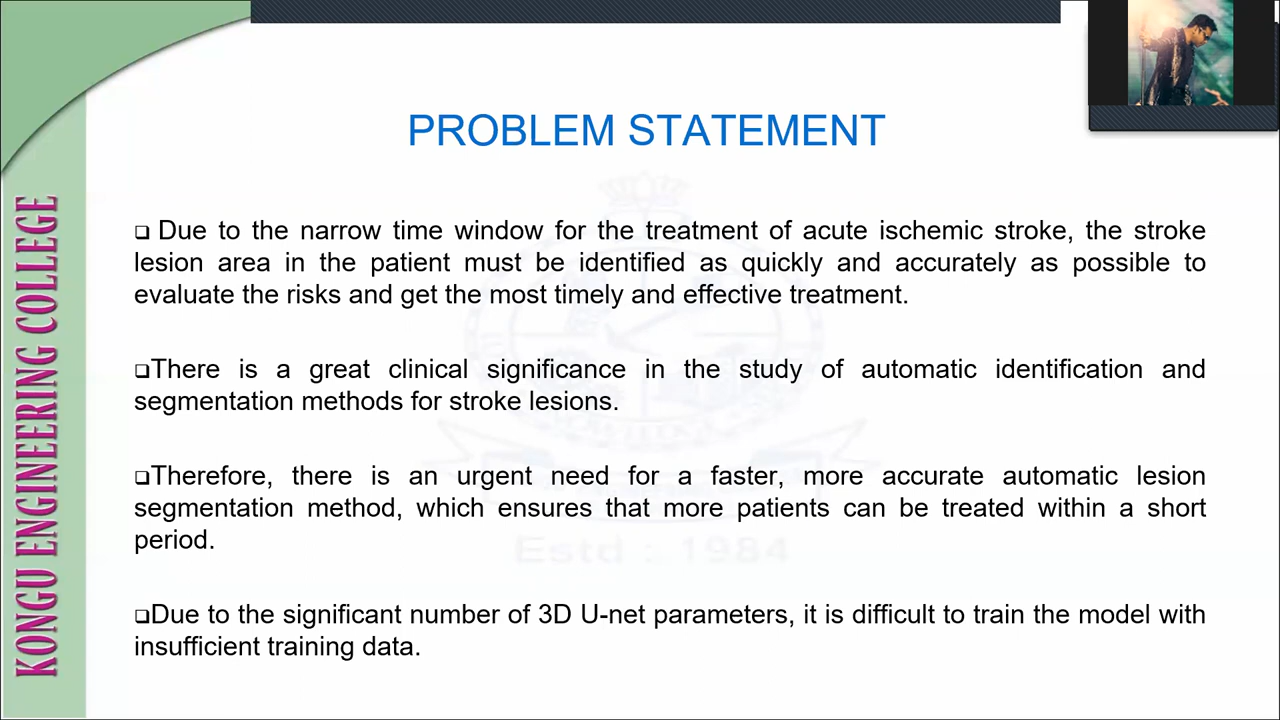 PROBLEM STATEMENT
❑ Due to the narrow time window for the treatment of acute ischemic stroke, the stroke
lesion area in the patient must be identified as quickly and accurately as possible to
evaluate the risks and get the most timely and effective treatment.
❑There is a great clinical significance in the study of automatic identification and
segmentation methods for stroke lesions.
❑Therefore, there is an urgent need for a faster, more accurate automatic lesion
segmentation method, which ensures that more patients can be treated within a short
period.
❑Due to the significant number of 3D U-net parameters, it is difficult to train the model with
insufficient training data.
KONGU ENGINEERING COLLEGE
Estd : 1984